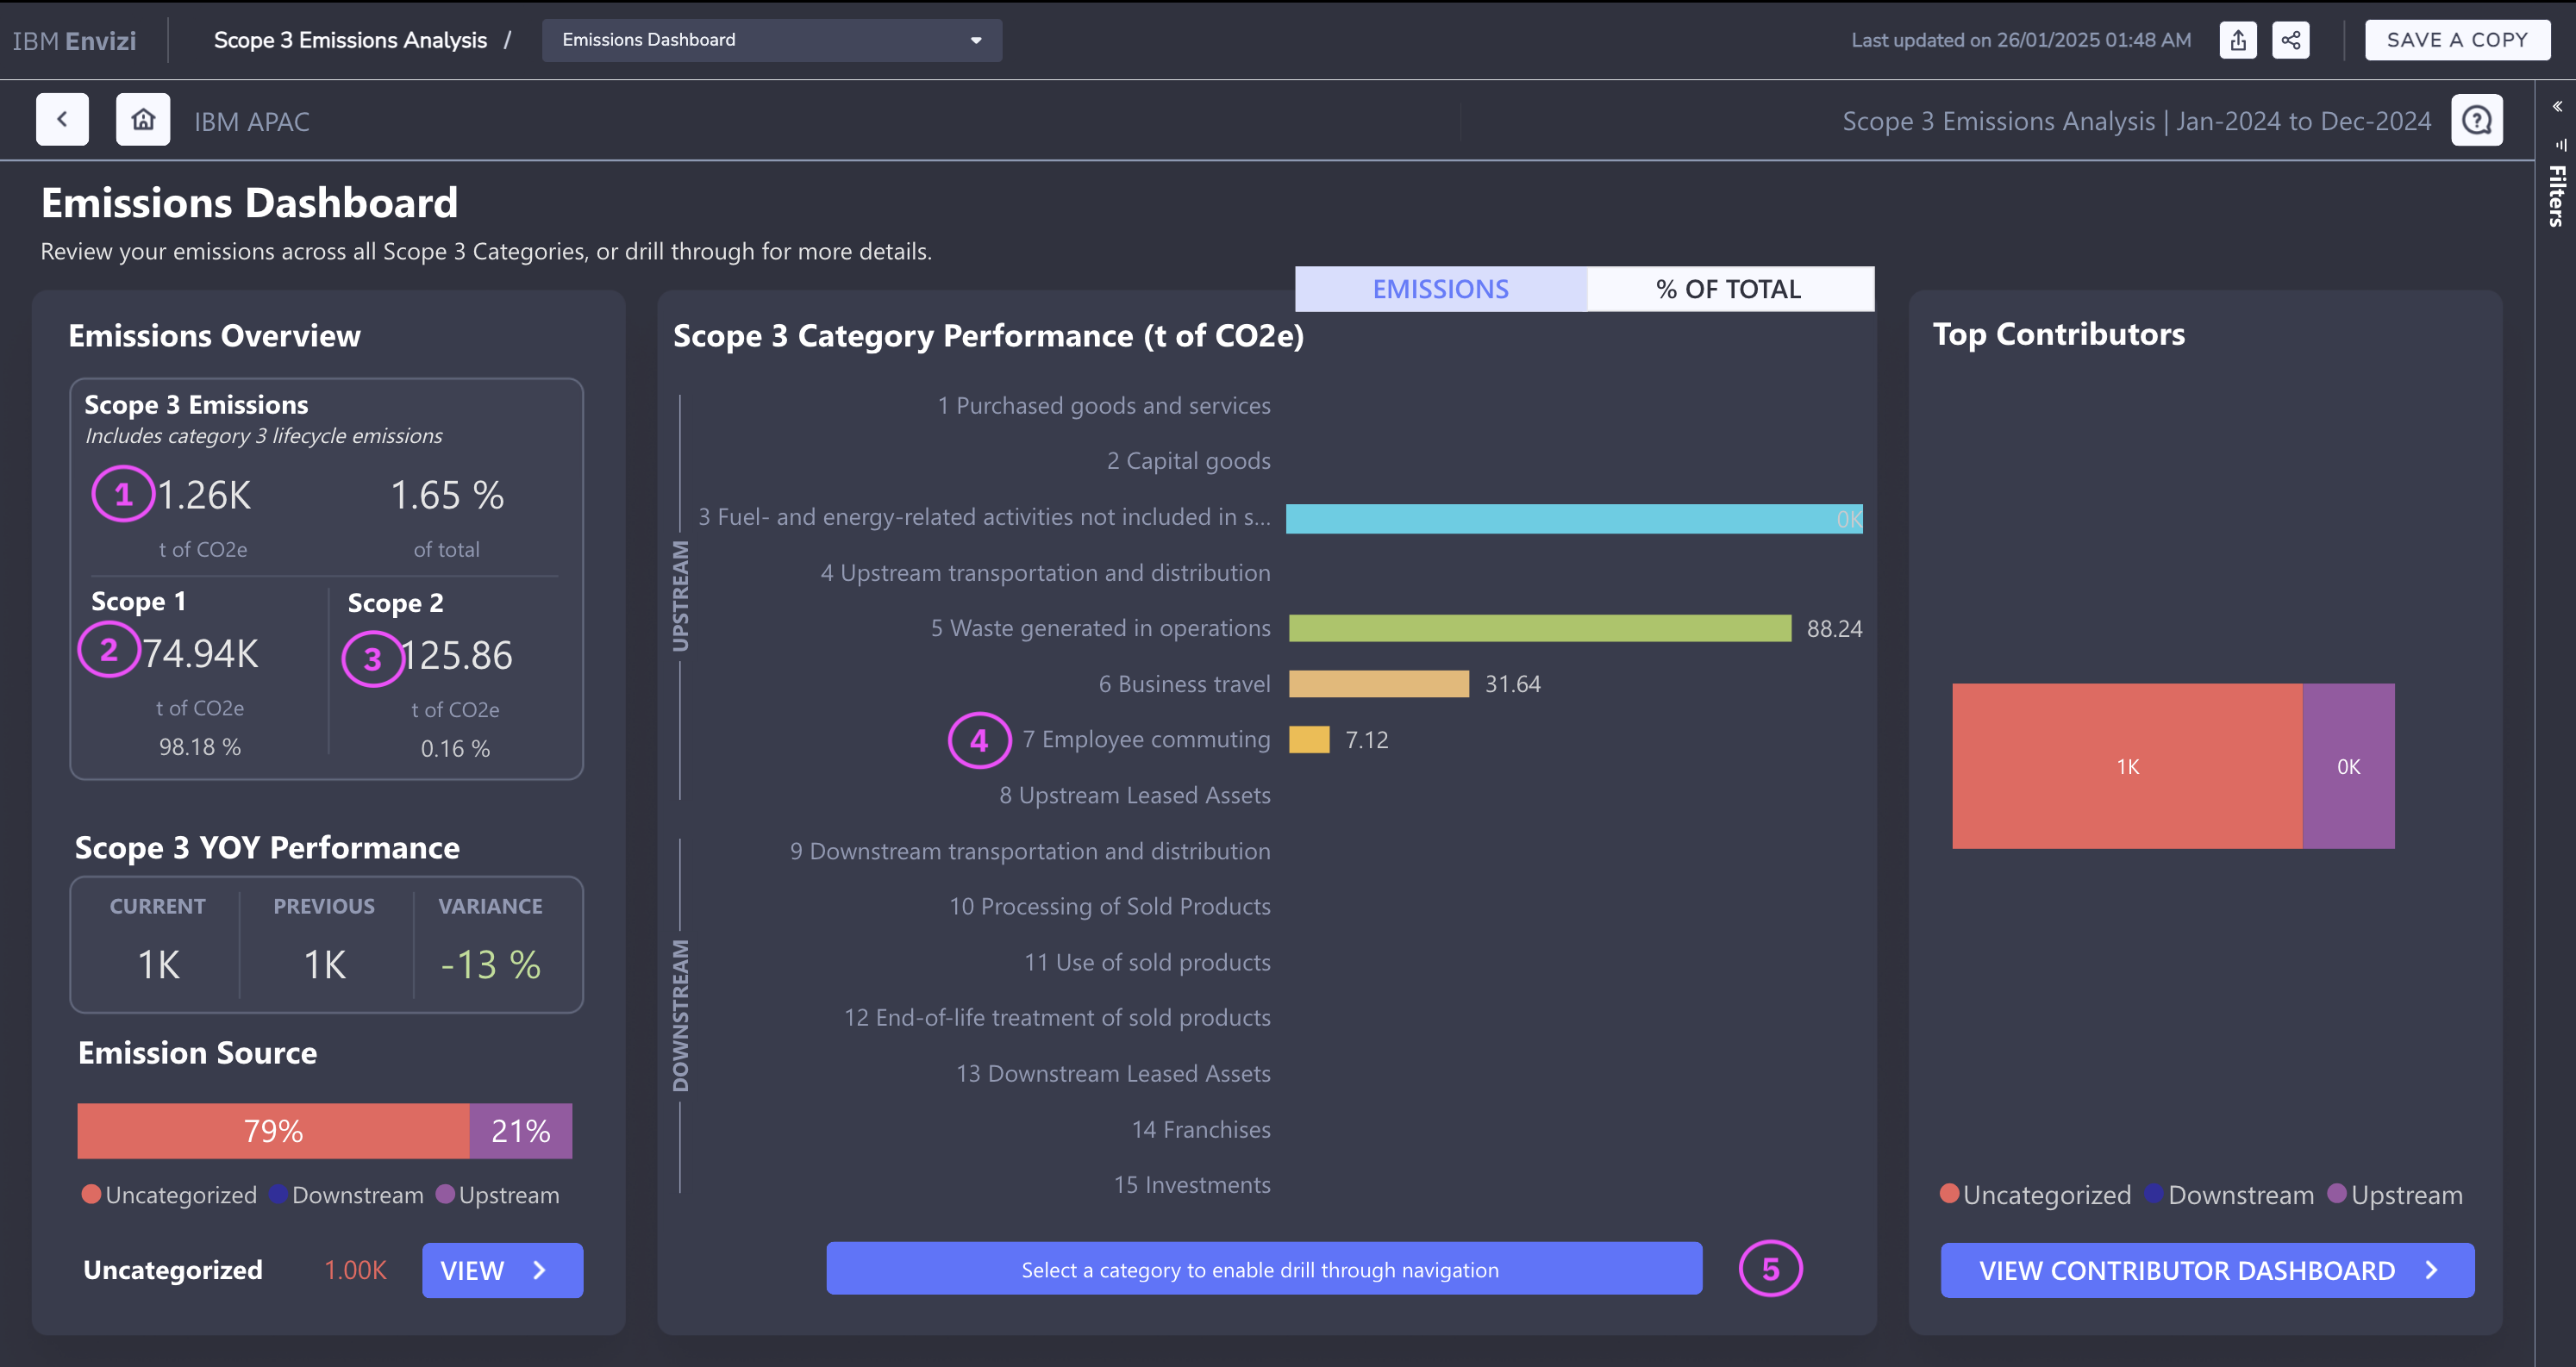 IBM Envizi
Scope 3 Emissions Analysis /
Emissions Dashboard
Last updated on 26/01/2025 01:48 AM
SAVE A COPY
IBM APAC
Scope 3 Emissions Analysis | Jan-2024 to Dec-2024
Filters
Emissions Dashboard
Review your emissions across all Scope 3 Categories, or drill through for more details.
Emissions Overview
Scope 3 Emissions
Includes category 3 lifecycle emissions
1 1.26K
1.65 %
t of CO2e
of total
Scope 1
Scope 2
2 74.94K
3 125.86
t of CO2e
t of CO2e
98.18 %
0.16 %
Scope 3 YOY Performance
CURRENT
PREVIOUS
VARIANCE
1K
1K
-13 %
Emission Source
79%
21%
Uncategorized
Downstream
Upstream
Uncategorized
1.00K
VIEW
EMISSIONS
% OF TOTAL
Scope 3 Category Performance (t of CO2e)
UPSTREAM
1 Purchased goods and services
2 Capital goods
3 Fuel- and energy-related activities not included in s...
0K
4 Upstream transportation and distribution
5 Waste generated in operations
88.24
6 Business travel
31.64
4
7 Employee commuting
7.12
8 Upstream Leased Assets
DOWNSTREAM
9 Downstream transportation and distribution
10 Processing of Sold Products
11 Use of sold products
12 End-of-life treatment of sold products
13 Downstream Leased Assets
14 Franchises
15 Investments
Select a category to enable drill through navigation
5
Top Contributors
1K
0K
Uncategorized
Downstream
Upstream
VIEW CONTRIBUTOR DASHBOARD